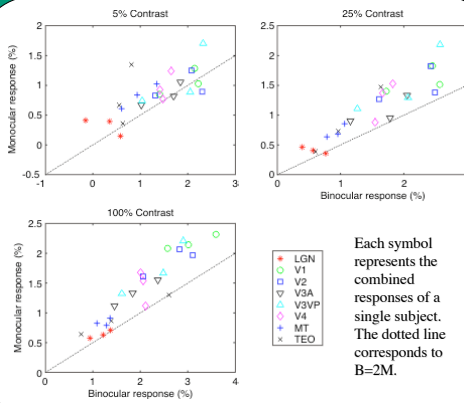 5% Contrast
2
1.5
1
0.5
0
-0.5
-1 0 1 2 3
Monocular response (%)
25% Contrast
2.5
2
1.5
1
0.5
0
0 1 2
Binocular response (%)
100% Contrast
2.5
2
1.5
1
0.5
0
0 1 2 3 4
Monocular response (%)
Binocular response (%)
LGN
V1
V2
V3A
V3VP
V4
MT
TEO
Each symbol
represents the
combined
responses of a
single subject.
The dotted line
corresponds to
B=2M.